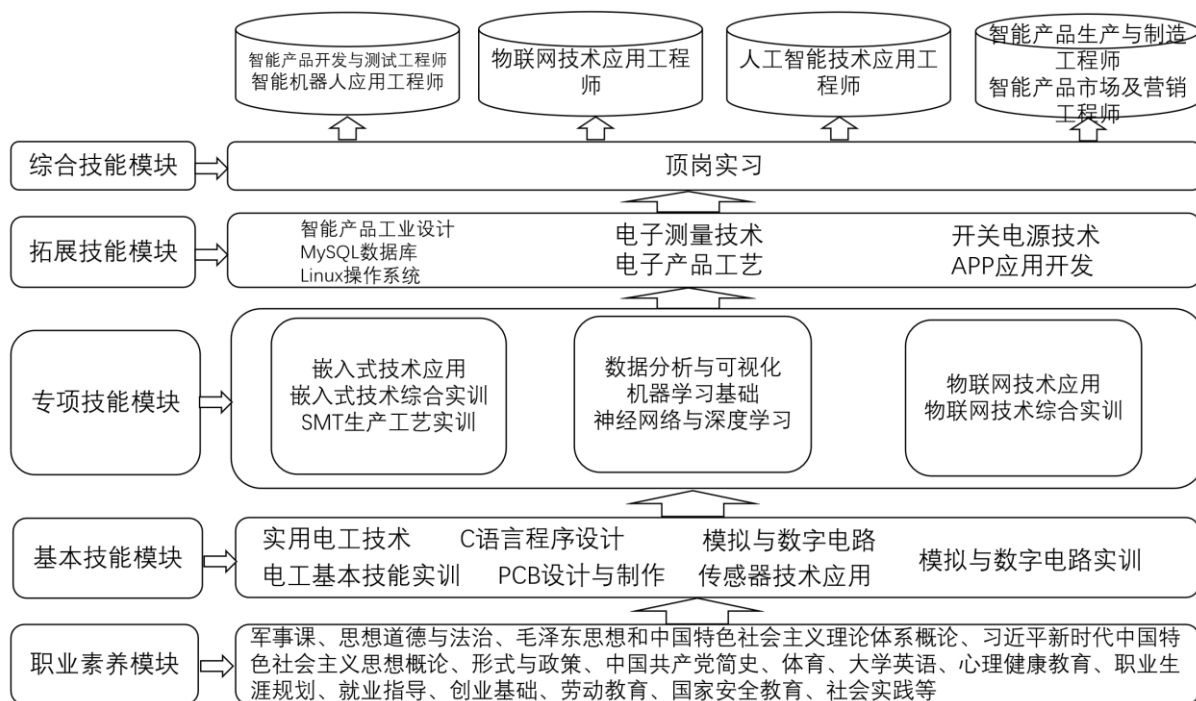 智能产品开发与测试工程师
智能机器人应用工程师
物联网技术应用工程
师
人工智能技术应用工
程师
智能产品生产与制造
工程师
智能产品市场及营销
工程师
综合技能模块
顶岗实习
拓展技能模块
智能产品工业设计
MySQL数据库
Linux操作系统
电子测量技术
电子产品工艺
开关电源技术
APP应用开发
专项技能模块
嵌入式技术应用
嵌入式技术综合实训
SMT生产工艺实训
数据分析与可视化
机器学习基础
神经网络与深度学习
物联网技术应用
物联网技术综合实训
基本技能模块
实用电工技术 C语言程序设计 模拟与数字电路
电工基本技能实训 PCB设计与制作 传感器技术应用
模拟与数字电路实训
职业素养模块
军事课、思想道德与法治、毛泽东思想和中国特色社会主义理论体系概论、习近平新时代中国特
色社会主义思想概论、形式与政策、中国共产党简史、体育、大学英语、心理健康教育、职业生
涯规划、就业指导、创业基础、劳动教育、国家安全教育、社会实践等